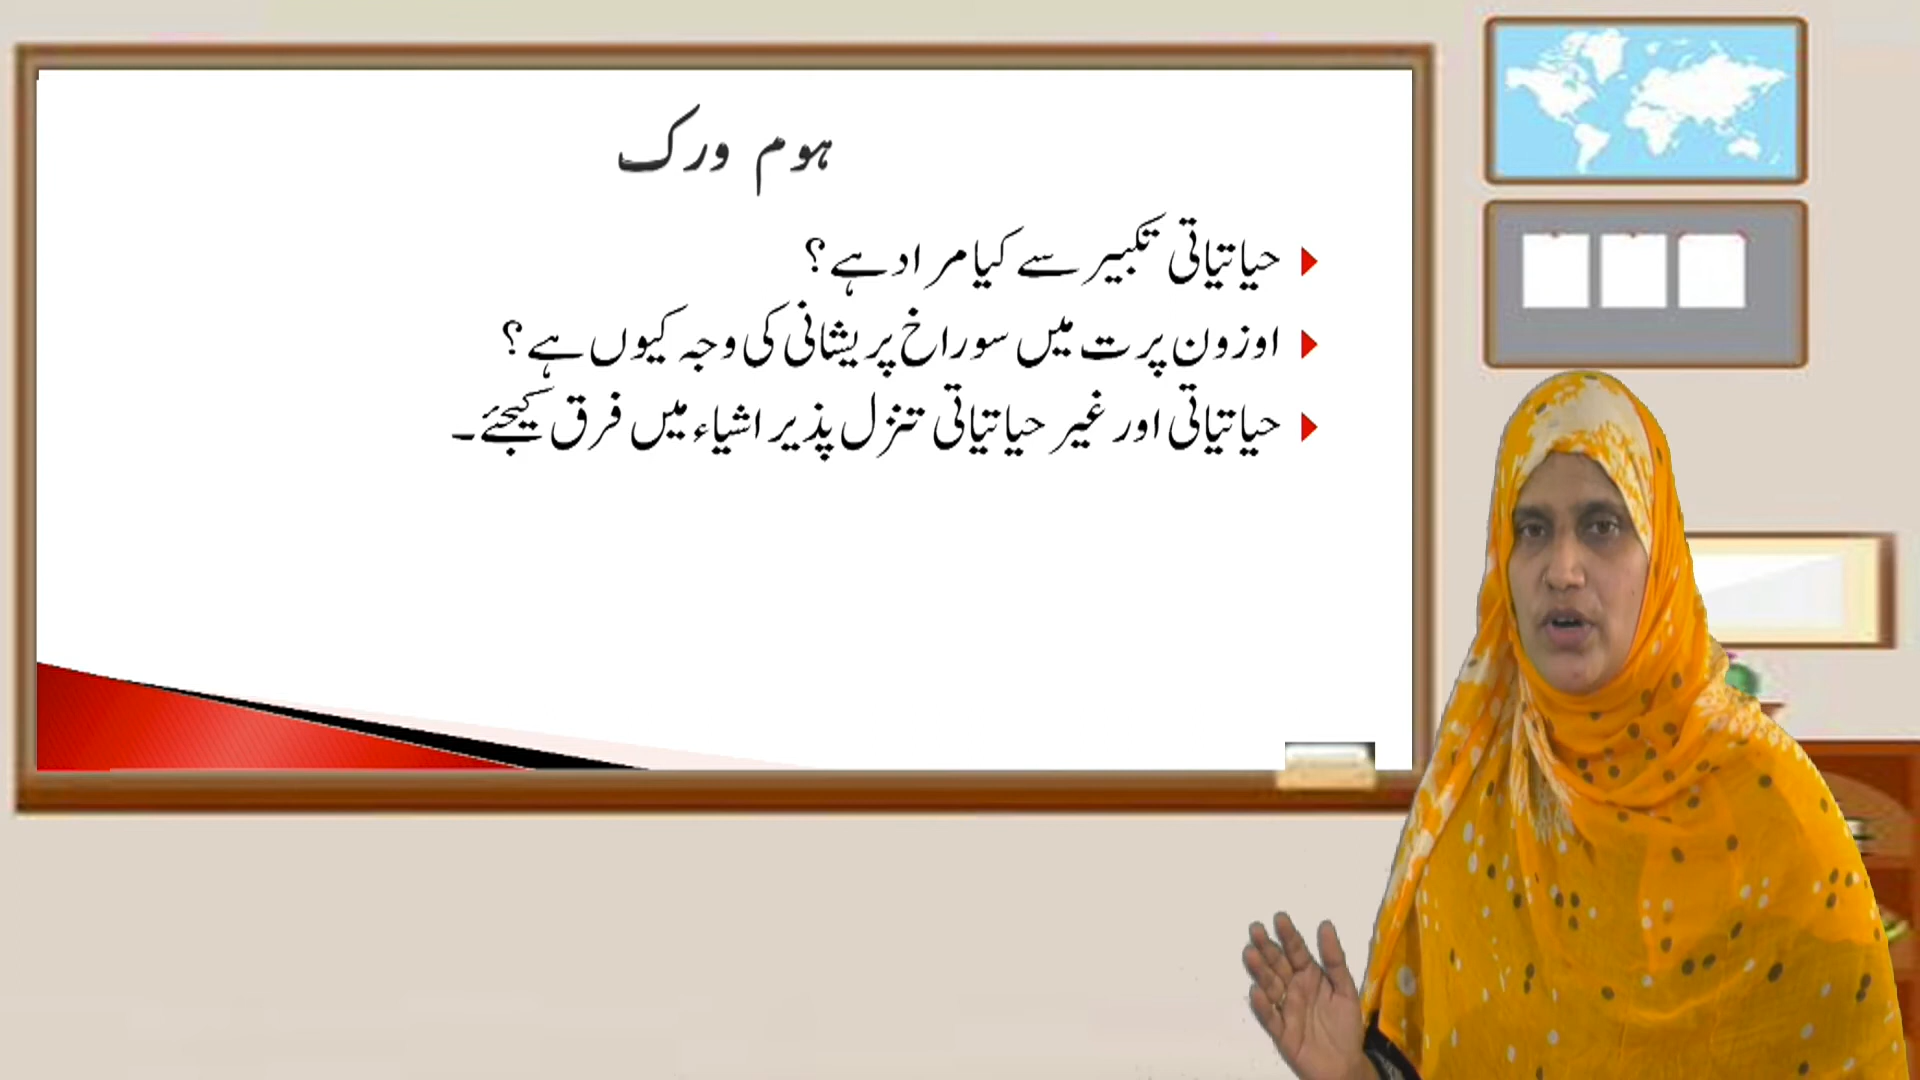 ہوم ورک
حیاتیاتی تکبیر سے کیا مراد ہے؟
اوزون پرت میں سوراخ پریشانی کی وجہ کیوں ہے؟
حیاتیاتی اور غیر حیاتیاتی تنزل پذیر اشیاء میں فرق کیجئے۔